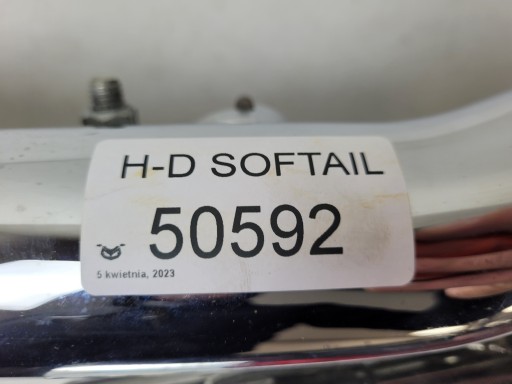 H-D SOFTAIL
50592
5 kwietnia, 2023